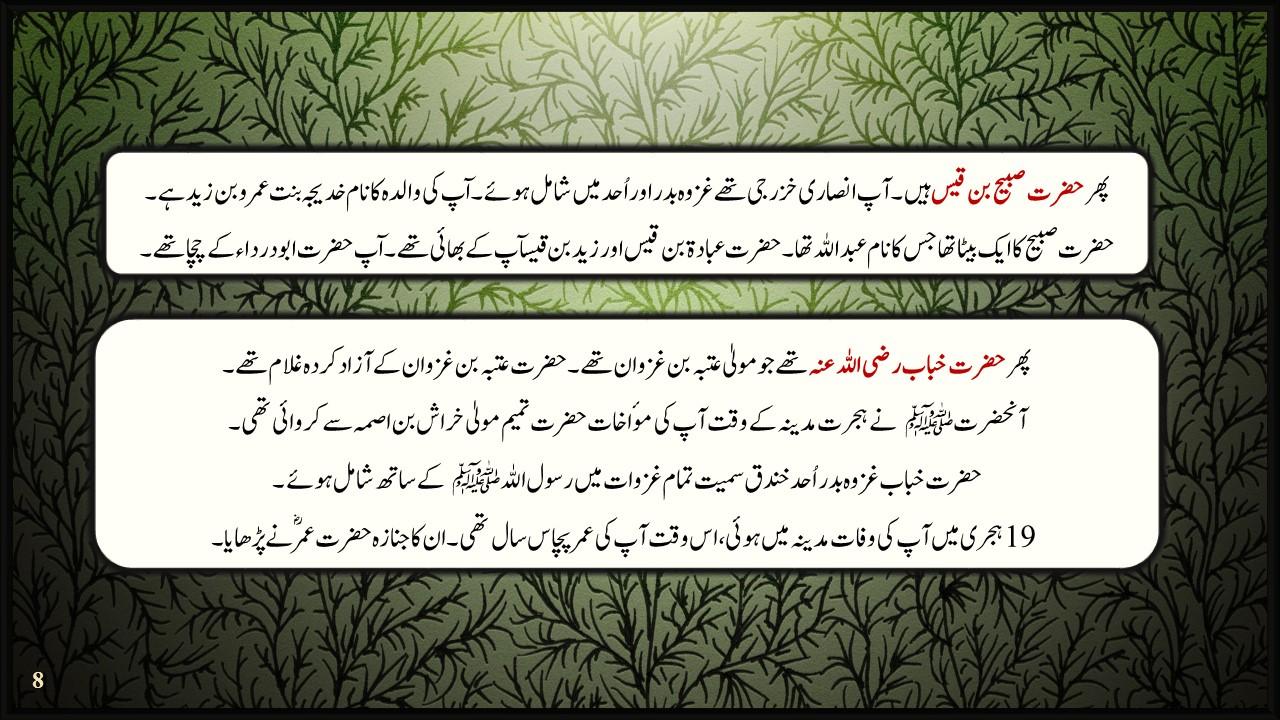 پھر حضرت صبیح بن قیس ہیں۔ آپ انصاری خزرجی تھے غزوہ بدر اور اُحد میں شامل ہوئے۔ آپ کی والدہ کا نام خدیجہ بنت عمرو بن زید ہے۔
حضرت صبیح کا ایک بیٹا تھا جس کا نام عبد اللہ تھا۔ حضرت عبادۃ بن قیس اور زید بن قیسآپ کے بھائی تھے۔ آپ حضرت ابودرداء کے چچا تھے۔
پھر حضرت خباب رضی اللہ عنہ تھے جو مولیٰ عتبہ بن غزوان تھے۔ حضرت عتبہ بن غزوان کے آزاد کردہ غلام تھے۔
آنحضرت ﷺ نے ہجرت مدینہ کے وقت آپ کی مؤاخات حضرت تمیم مولیٰ خراش بن اصمہ سے کروائی تھی۔
حضرت خباب غزوہ بدر اُحد خندق سمیت تمام غزوات میں رسول اللہ ﷺ کے ساتھ شامل ہوئے۔
19 ہجری میں آپ کی وفات مدینہ میں ہوئی، اس وقت آپ کی عمر پچاس سال تھی۔ ان کا جنازہ حضرت عمرؓ نے پڑھایا۔
8